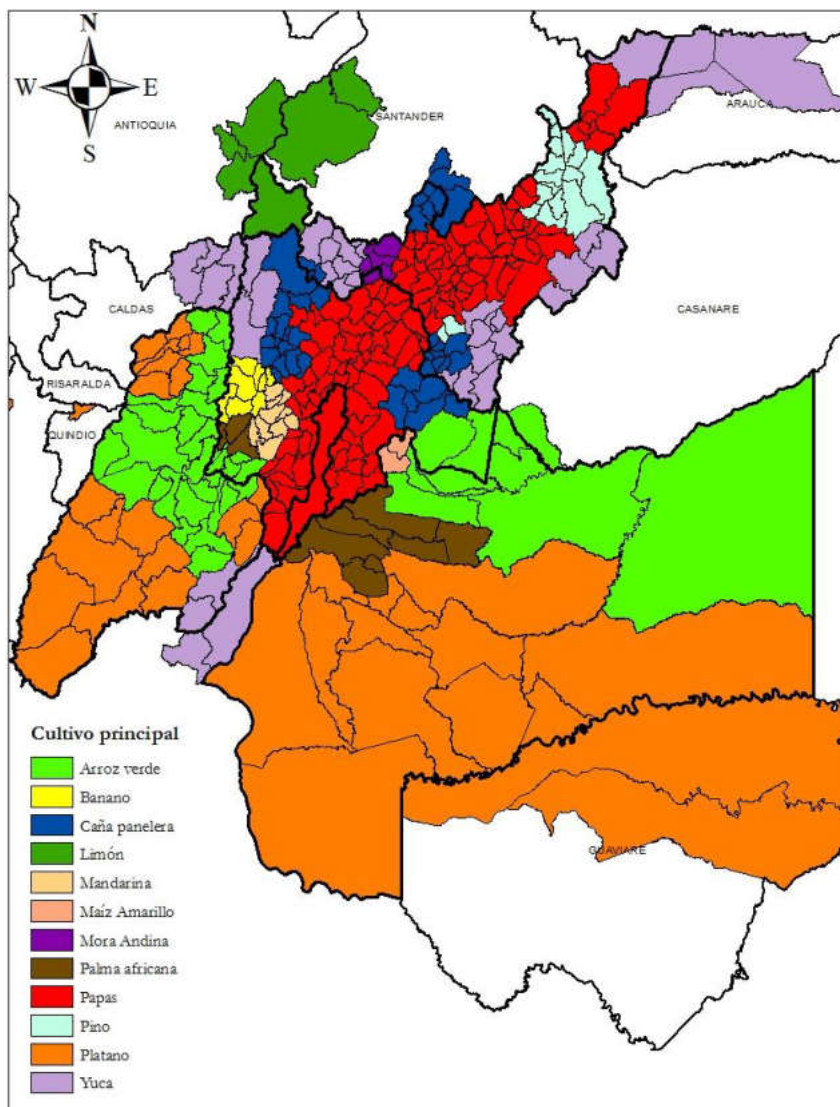 N
W E
S
ANTIOQUIA
SANTANDER
ARAUCA
CALDAS
CASANARE
RISARALDA
QUINDIO
GUAVIARE
Cultivo principal
Arroz verde
Banano
Caña panelera
Limón
Mandarina
Maíz Amarillo
Mora Andina
Palma africana
Papas
Pino
Platano
Yuca